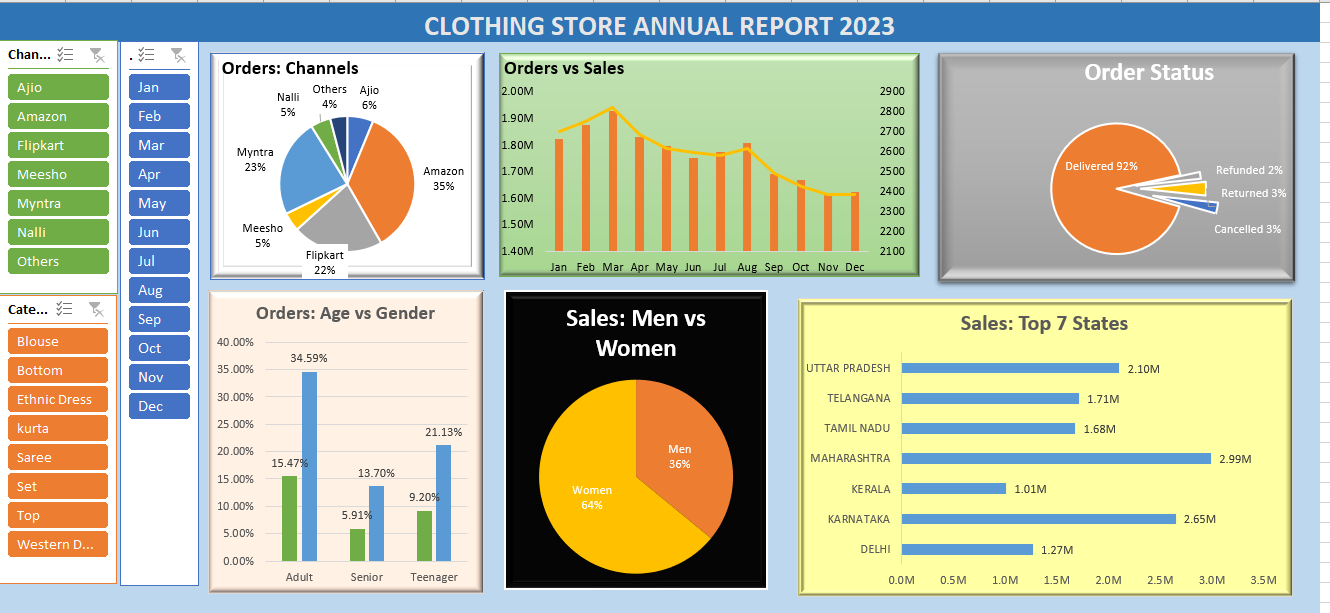 CLOTHING STORE ANNUAL REPORT 2023
Chan...
Ajio
Amazon
Flipkart
Meesho
Myntra
Nalli
Others
Cate...
Blouse
Bottom
Ethnic Dress
kurta
Saree
Set
Top
Western D...
.
Jan
Feb
Mar
Apr
May
Jun
Jul
Aug
Sep
Oct
Nov
Dec
Orders: Channels
Others
4%
Ajio
6%
Nalli
5%
Myntra
23%
Amazon
35%
Meesho
5%
Flipkart
22%
Orders vs Sales
2.00M
1.90M
1.80M
1.70M
1.60M
1.50M
1.40M
2900
2800
2700
2600
2500
2400
2300
2200
2100
Jan Feb Mar Apr May Jun Jul Aug Sep Oct Nov Dec
Order Status
Delivered 92%
Refunded 2%
Returned 3%
Cancelled 3%
Orders: Age vs Gender
40.00%
35.00%
30.00%
25.00%
20.00%
15.00%
10.00%
5.00%
0.00%
34.59%
15.47%
13.70%
5.91%
21.13%
9.20%
Adult Senior Teenager
Sales: Men vs
Women
Men
36%
Women
64%
Sales: Top 7 States
UTTAR PRADESH 2.10M
TELANGANA 1.71M
TAMIL NADU 1.68M
MAHARASHTRA 2.99M
KERALA 1.01M
KARNATAKA 2.65M
DELHI 1.27M
0.0M 0.5M 1.0M 1.5M 2.0M 2.5M 3.0M 3.5M